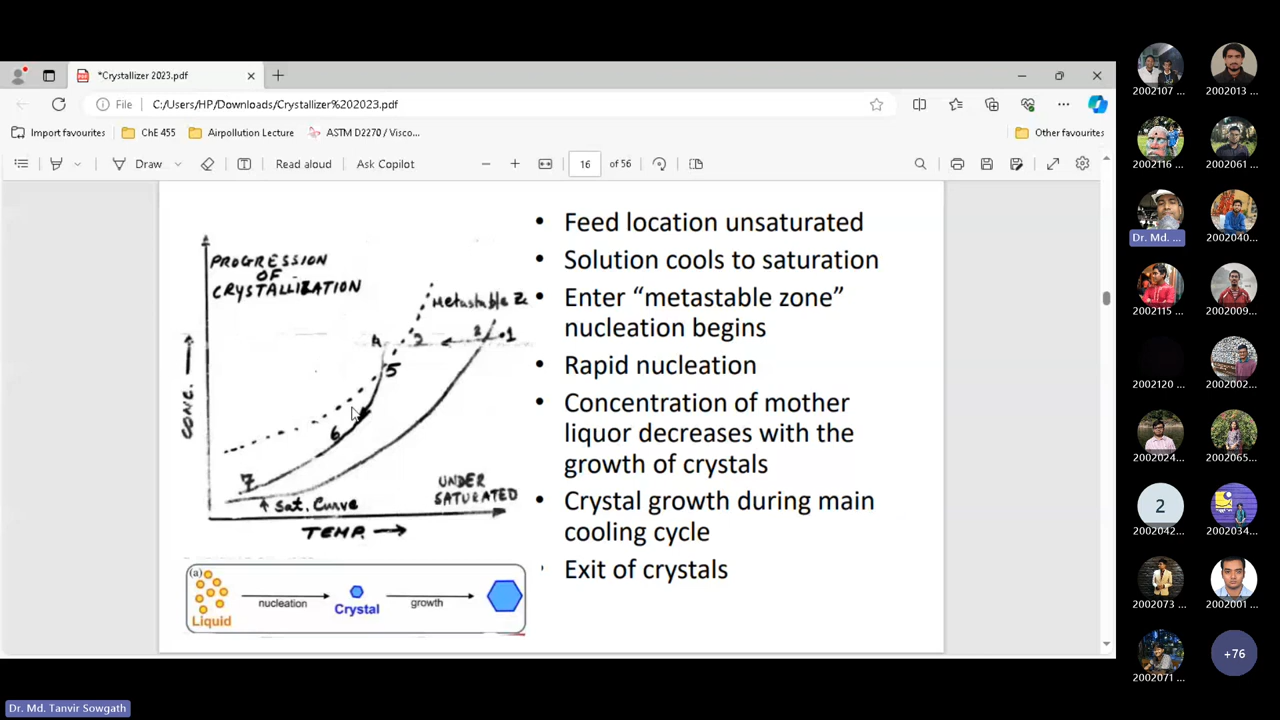 *Crystallizer 2023.pdf
File
C:/Users/HP/Downloads/Crystallizer%202023.pdf
Import favourites
ChE 455
Airpollution Lecture
ASTM D2270 / Visco...
Other favourites
Draw
Read aloud
Ask Copilot
16
of 56
PROGRESSION
OF
CRYSTALLIZATION
Metastable Z
A
2
2
1
5
6
7
CONC.
UNDER
SATURATED
Sat. Curve
TEMP.
(a)
Liquid
nucleation
Crystal
growth
• Feed location unsaturated
• Solution cools to saturation
• Enter “metastable zone”
nucleation begins
• Rapid nucleation
• Concentration of mother
liquor decreases with the
growth of crystals
• Crystal growth during main
cooling cycle
Exit of crystals
2002107 ...
2002013 ...
2002116 ...
2002061 ...
Dr. Md. ...
2002040 ...
2002115 ...
2002009 ...
2002120 ...
2002002 ...
2002024 ...
2002065 ...
2
2002042 ...
2002034 ...
2002073 ...
2002001 ...
2002071 ...
+76
Dr. Md. Tanvir Sowgath